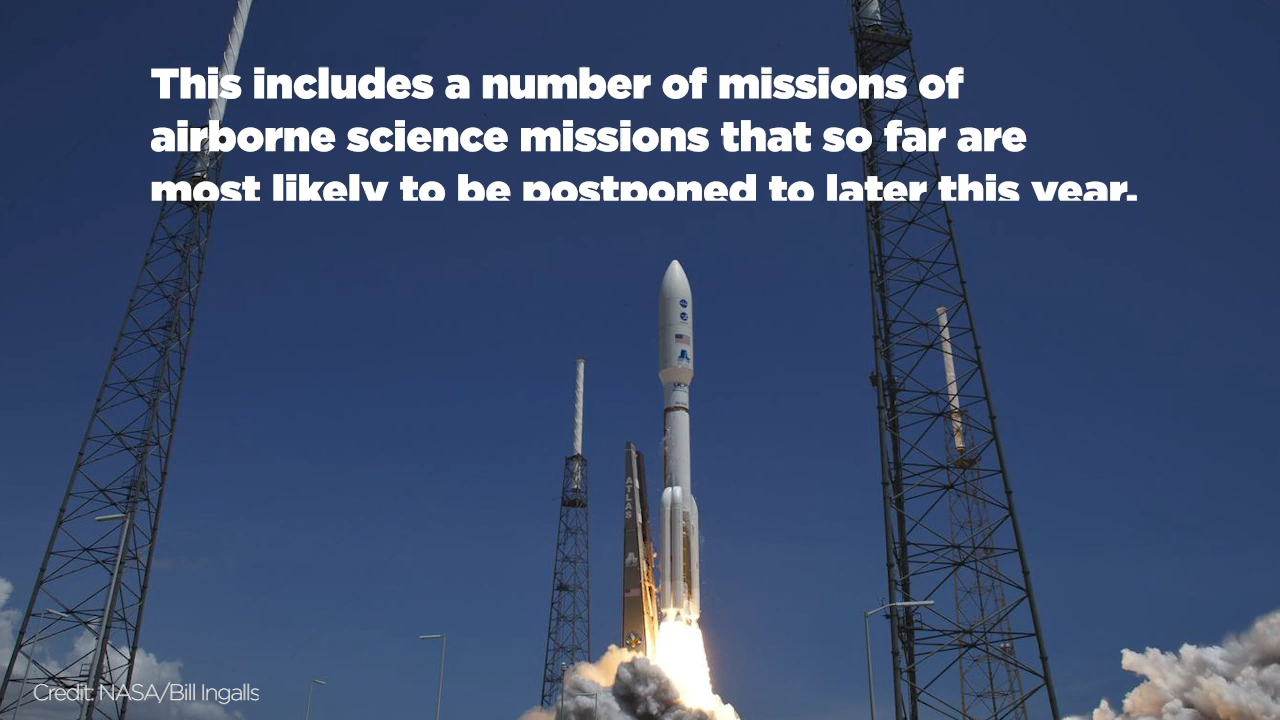 This includes a number of missions of
airborne science missions that so far are
most likely to be postponed to later this year.
ATLAS
Credit: NASA/Bill Ingalls